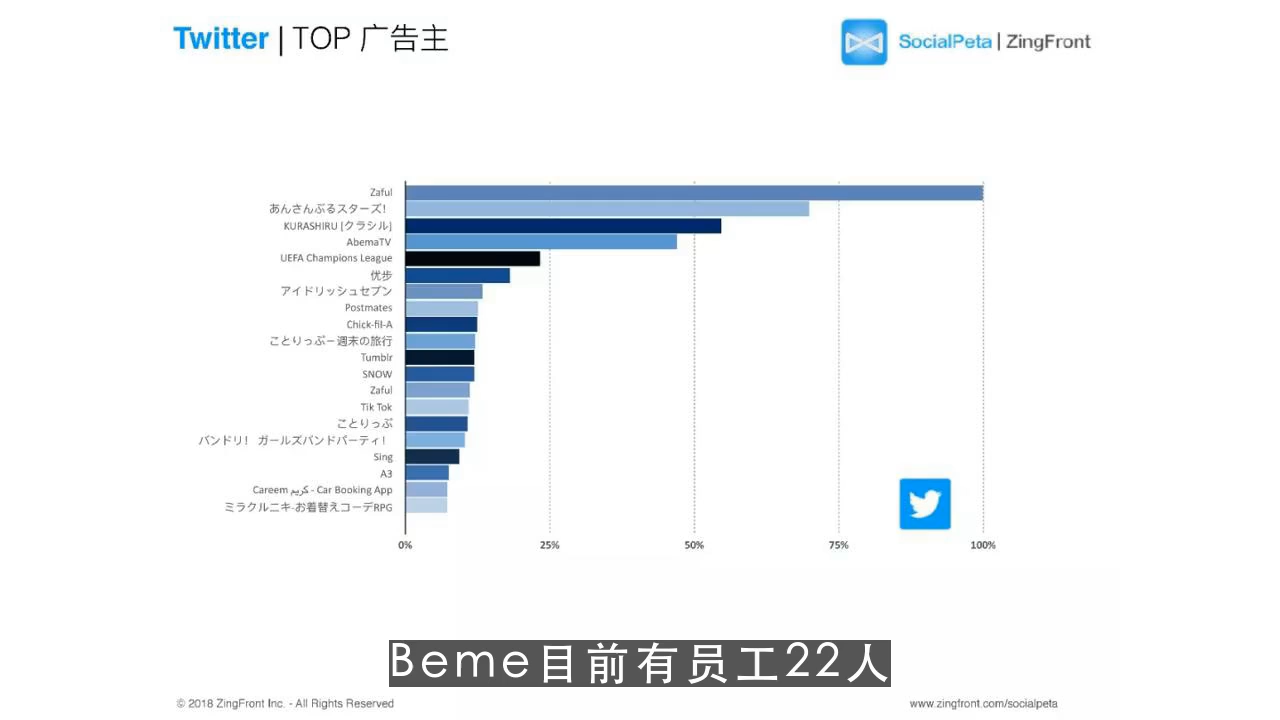 Twitter | TOP 广告主
SocialPeta | ZingFront
Zaful
あんさんぶるスターズ！
KURASHIRU [クラシル]
AbemaTV
UEFA Champions League
优步
アイドリッシュセブン
Postmates
Chick-fil-A
ことりっぷ－週末の旅行
Tumblr
SNOW
Zaful
Tik Tok
ことりっぷ
バンドリ！ ガールズバンドパーティ！
Sing
A3
Careem كريم - Car Booking App
ミラクルニキ-お着替えコーデRPG
0% 25% 50% 75% 100%
Beme目前有员工22人
© 2018 ZingFront Inc. - All Rights Reserved
www.zingfront.com/socialpeta